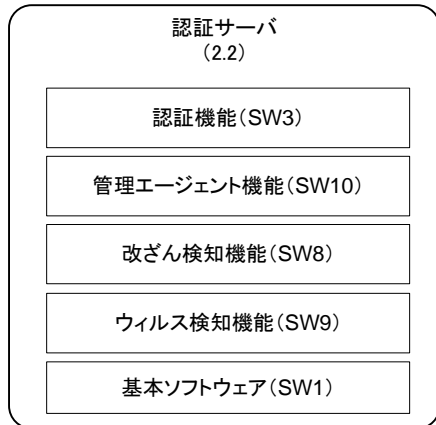 認証サーバ
(2.2)
認証機能(SW3)
管理エージェント機能(SW10)
改ざん検知機能(SW8)
ウィルス検知機能(SW9)
基本ソフトウェア(SW1)